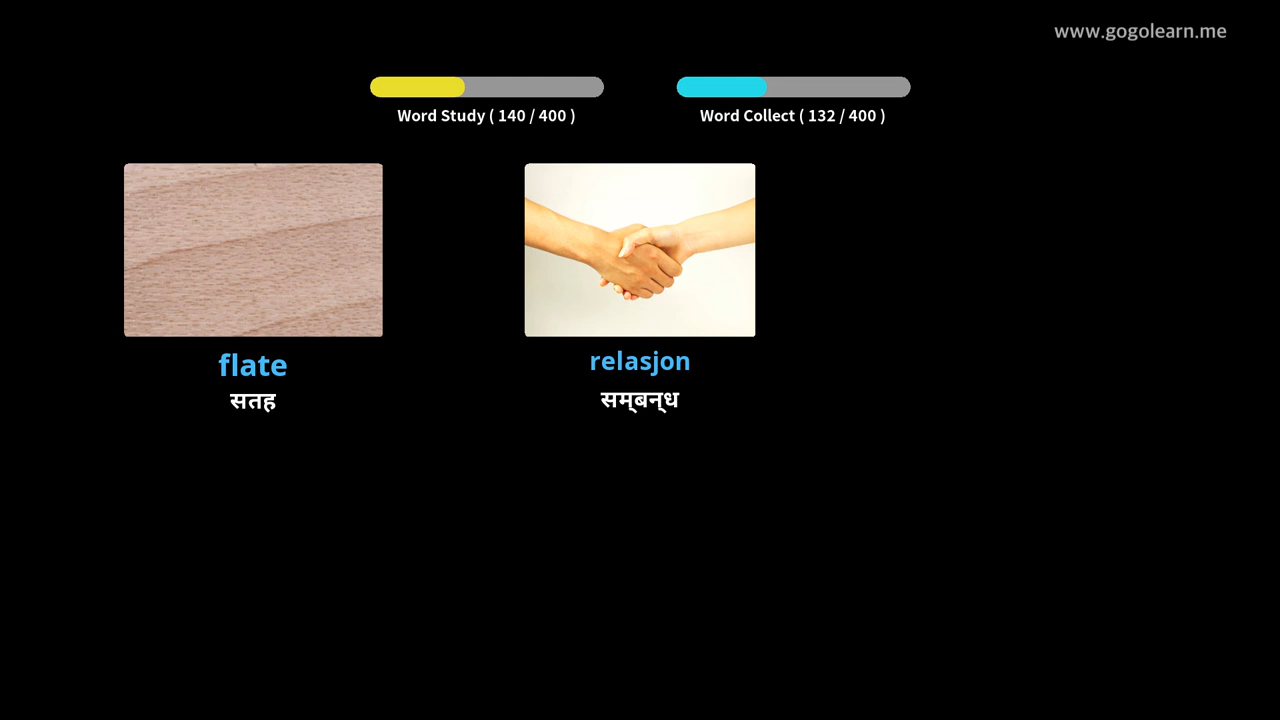 www.gogolearn.me
Word Study ( 140 / 400 )
Word Collect ( 132 / 400 )
flate
सतह
relasjon
सम्बन्ध